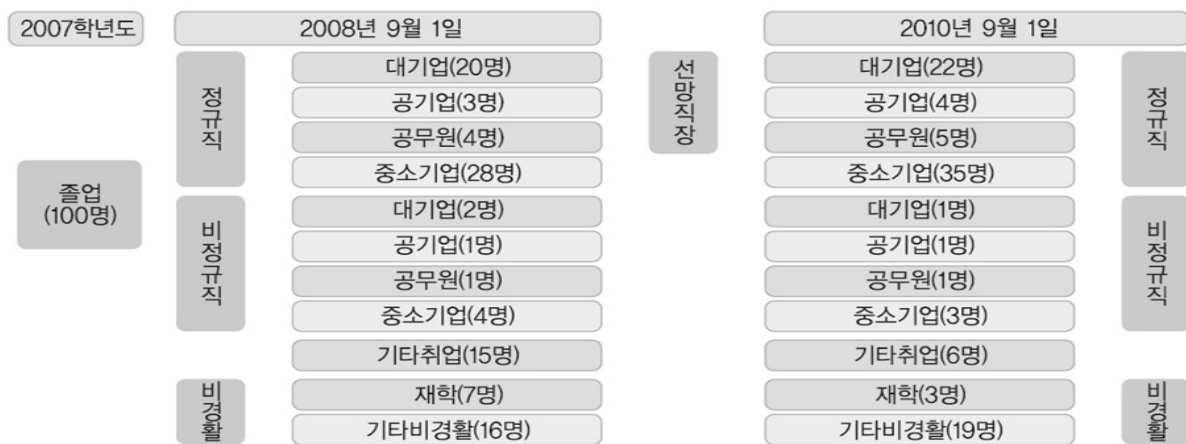 2007학년도
2008년 9월 1일
2010년 9월 1일
졸업
(100명)
정규직
대기업(20명)
공기업(3명)
공무원(4명)
중소기업(28명)
비정규직
대기업(2명)
공기업(1명)
공무원(1명)
중소기업(4명)
기타취업(15명)
비경활
재학(7명)
기타비경활(16명)
선망직장
대기업(22명)
공기업(4명)
공무원(5명)
중소기업(35명)
정규직
대기업(1명)
공기업(1명)
공무원(1명)
중소기업(3명)
비정규직
기타취업(6명)
재학(3명)
기타비경활(19명)
비경활